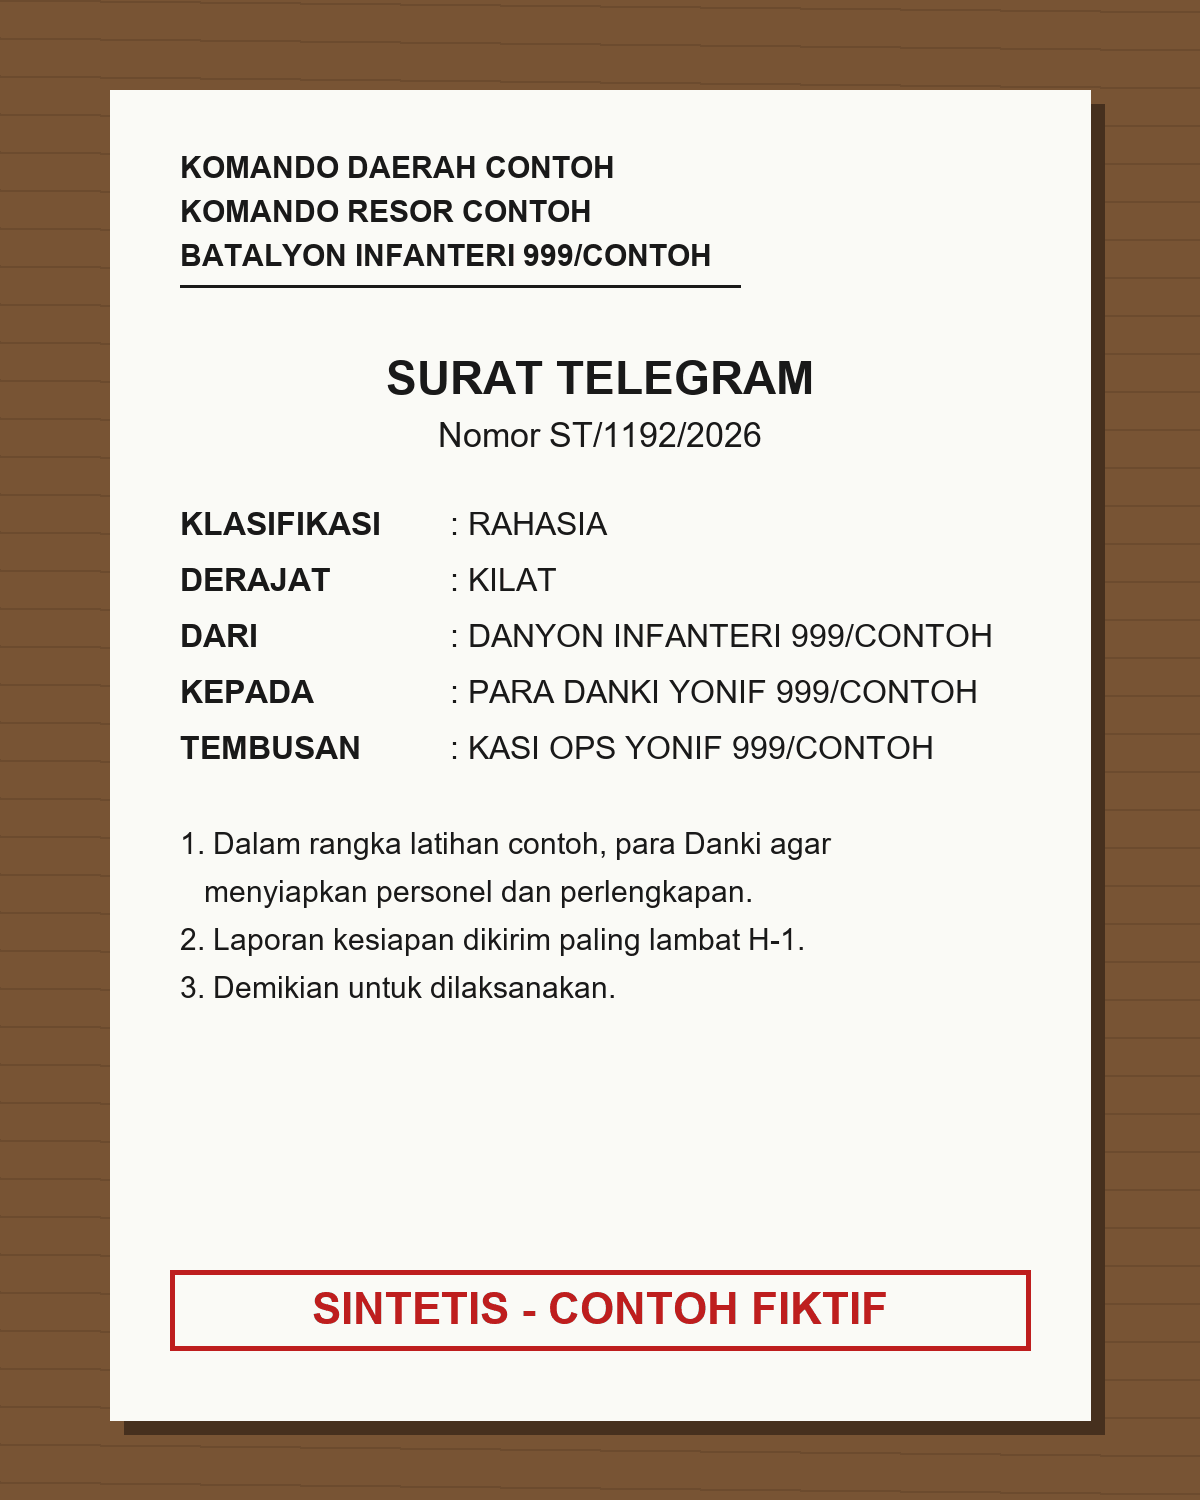 KOMANDO DAERAH CONTOH
KOMANDO RESOR CONTOH
BATALYON INFANTERI 999/CONTOH
SURAT TELEGRAM
Nomor ST/1192/2026
KLASIFIKASI : RAHASIA
DERAJAT : KILAT
DARI : DANYON INFANTERI 999/CONTOH
KEPADA : PARA DANKI YONIF 999/CONTOH
TEMBUSAN : KASI OPS YONIF 999/CONTOH
1. Dalam rangka latihan contoh, para Danki agar
menyiapkan personel dan perlengkapan.
2. Laporan kesiapan dikirim paling lambat H-1.
3. Demikian untuk dilaksanakan.
SINTETIS - CONTOH FIKTIF